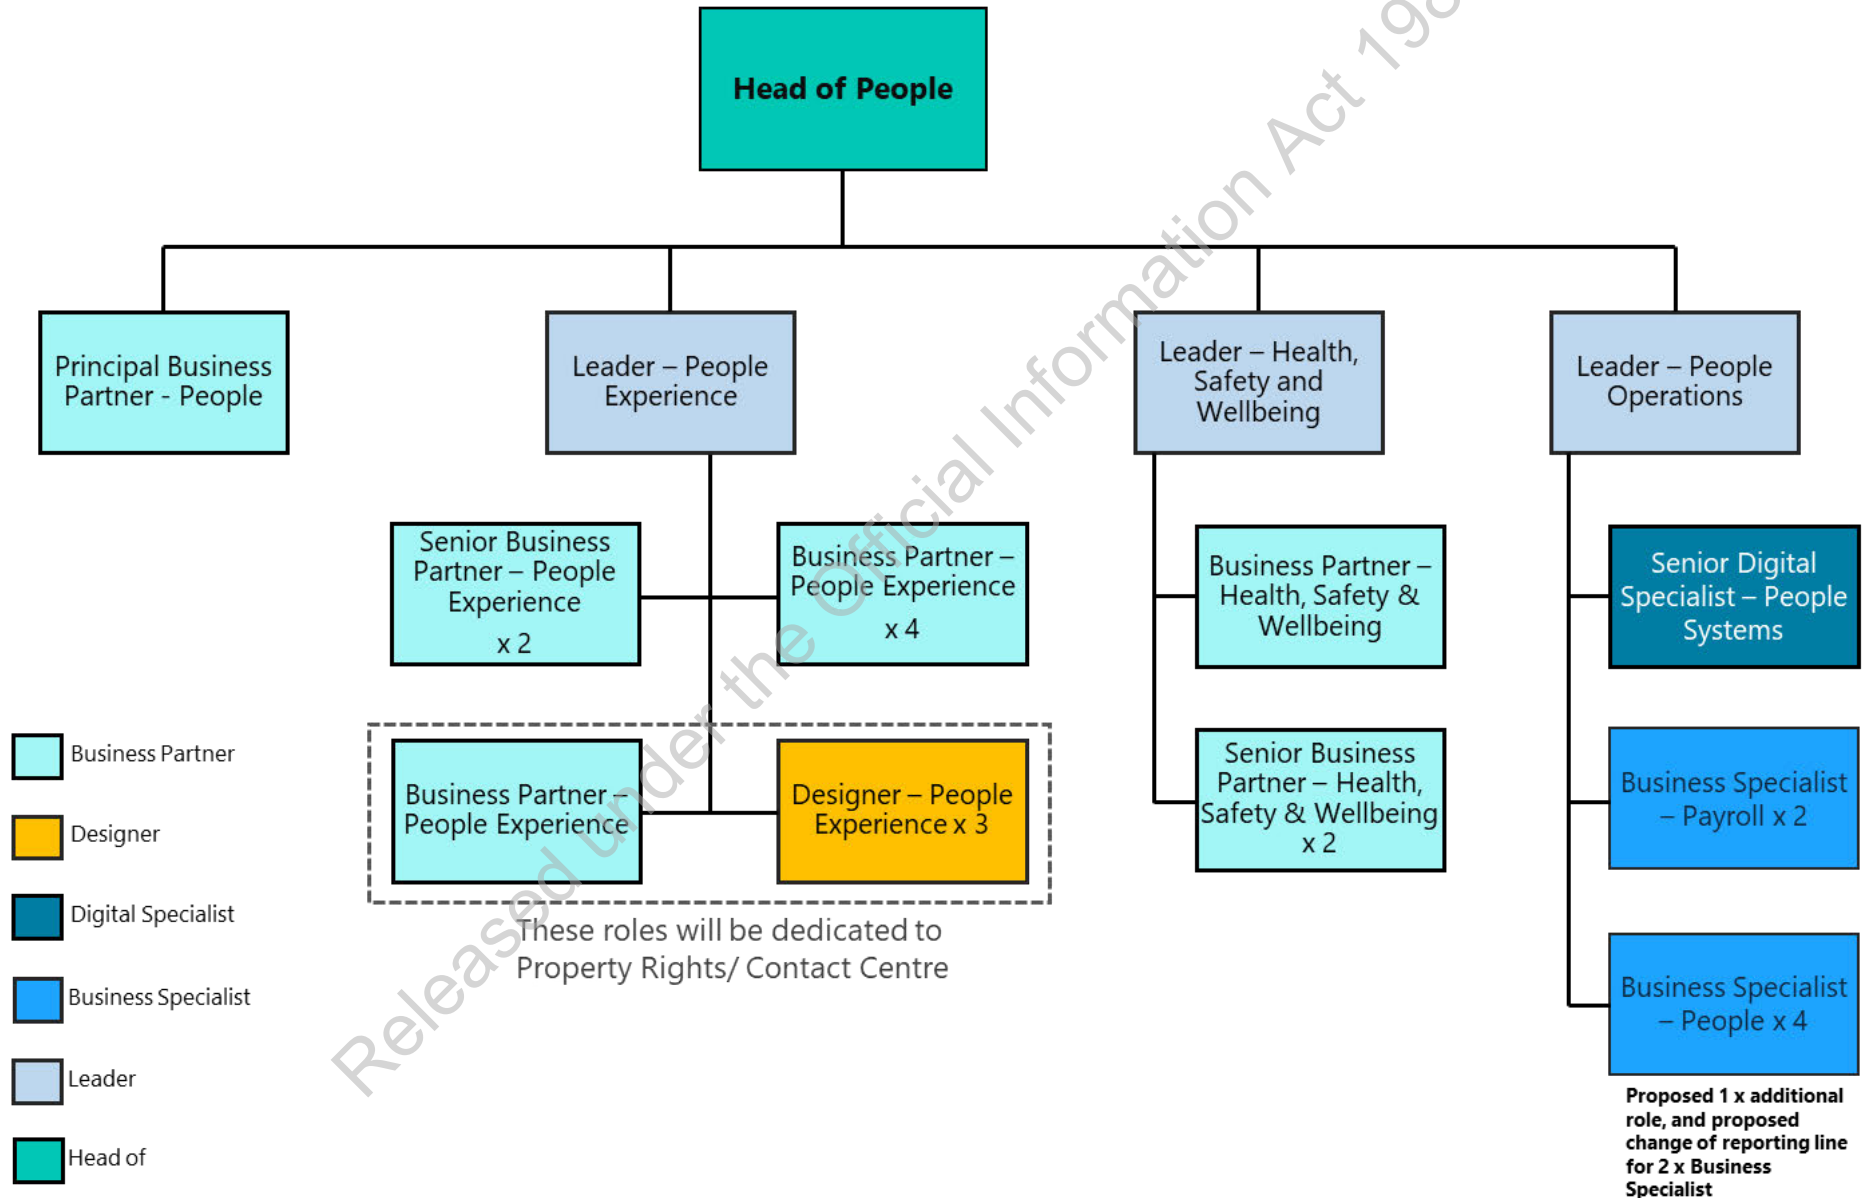 Head of People
Principal Business
Partner - People
Leader – People
Experience
Leader – Health,
Safety and
Wellbeing
Leader – People
Operations
Senior Business
Partner – People
Experience
x 2
Business Partner –
People Experience
x 4
Business Partner –
People Experience
Designer – People
Experience x 3
These roles will be dedicated to
Property Rights/ Contact Centre
Business Partner –
Health, Safety &
Wellbeing
Senior Business
Partner – Health,
Safety & Wellbeing
x 2
Senior Digital
Specialist – People
Systems
Business Specialist
– Payroll x 2
Business Specialist
– People x 4
Proposed 1 x additional
role, and proposed
change of reporting line
for 2 x Business
Specialist
Business Partner
Designer
Digital Specialist
Business Specialist
Leader
Head of
Released under the Official Information Act